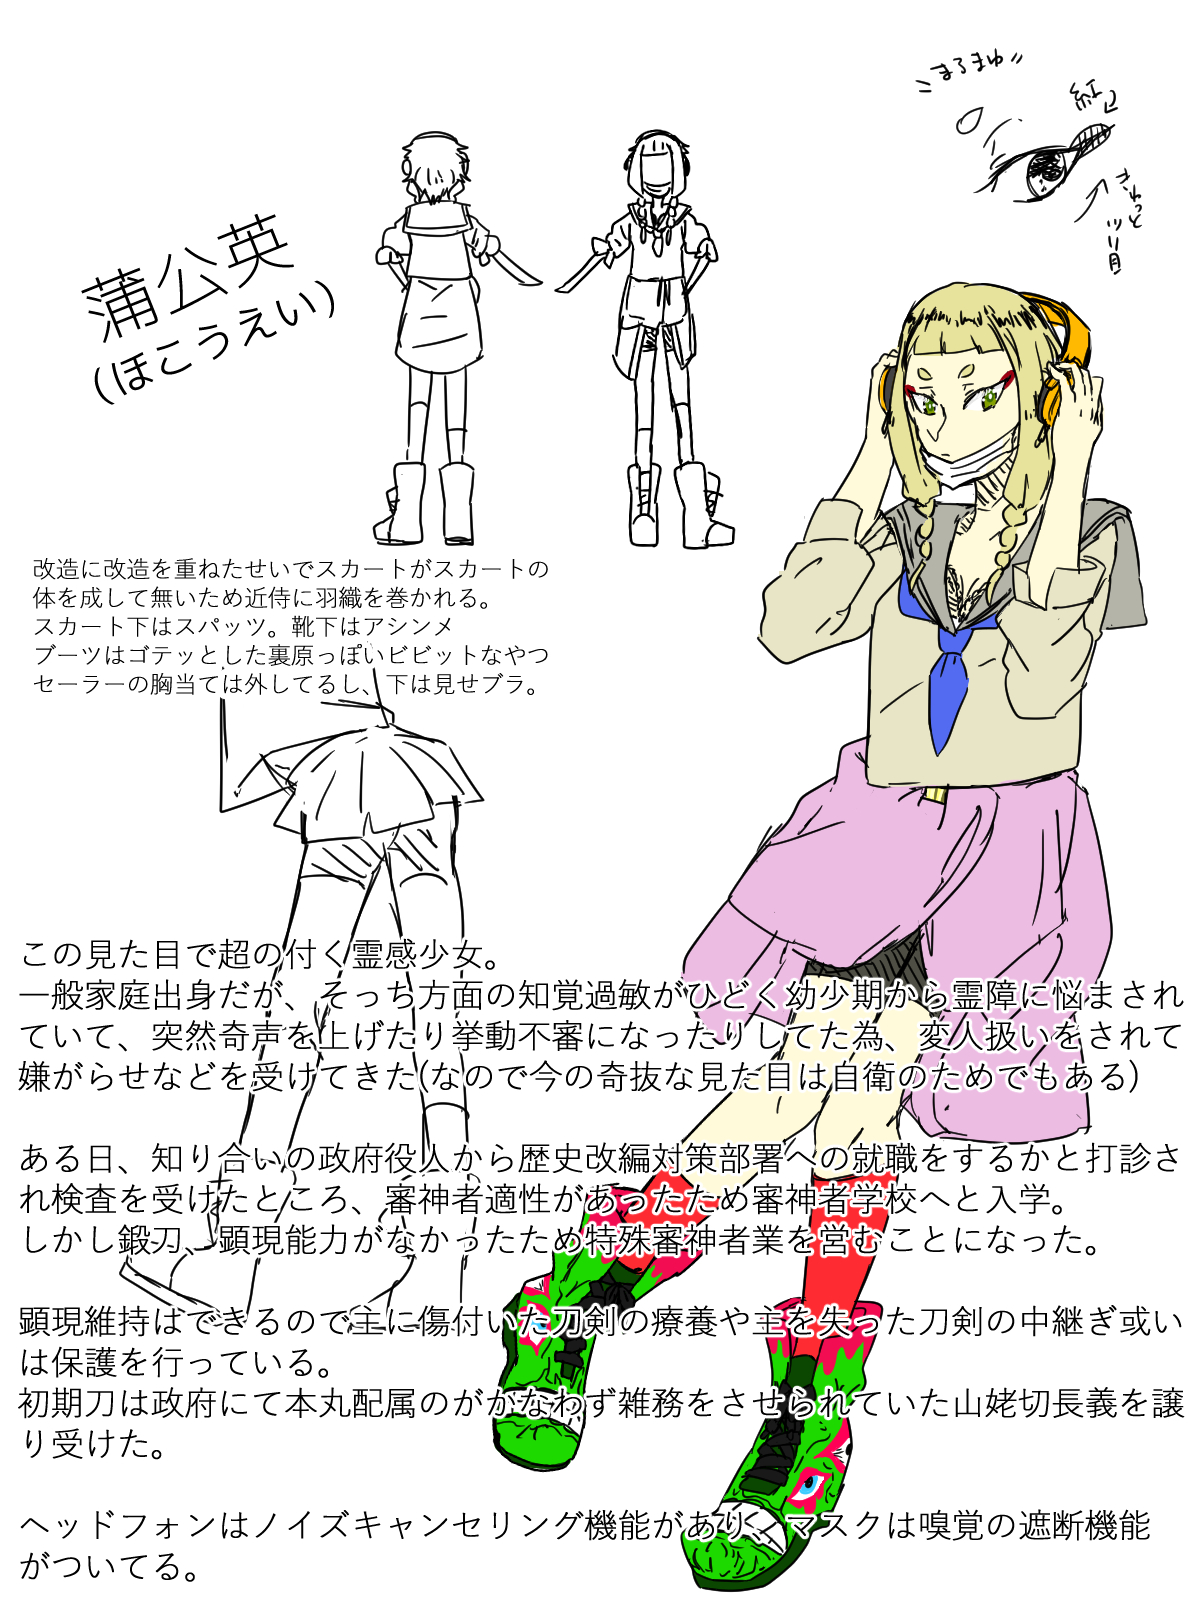 〃まろまゆ〃
紅
きゅっと
ツリ目
蒲公英
(ほこうえい)
改造に改造を重ねたせいでスカートがスカートの
体を成して無いため近侍に羽織を巻かれる。
スカート下はスパッツ。靴下はアシンメ
ブーツはゴテッとした裏原っぽいビビットなやつ
セーラーの胸当ては外してるし、下は見せブラ。
この見た目で超の付く霊感少女。
一般家庭出身だが、そっち方面の知覚過敏がひどく幼少期から霊障に悩まされ
ていて、突然奇声を上げたり挙動不審になったりしてた為、変人扱いをされて
嫌がらせなどを受けてきた(なので今の奇抜な見た目は自衛のためでもある)
ある日、知り合いの政府役人から歴史改編対策部署への就職をするかと打診さ
れ検査を受けたところ、審神者適性があったため審神者学校へと入学。
しかし鍛刀、顕現能力がなかったため特殊審神者業を営むことになった。
顕現維持はできるので主に傷付いた刀剣の療養や主を失った刀剣の中継ぎ或い
は保護を行っている。
初期刀は政府にて本丸配属のがかなわず雑務をさせられていた山姥切長義を譲
り受けた。
ヘッドフォンはノイズキャンセリング機能があり、マスクは嗅覚の遮断機能
がついてる。